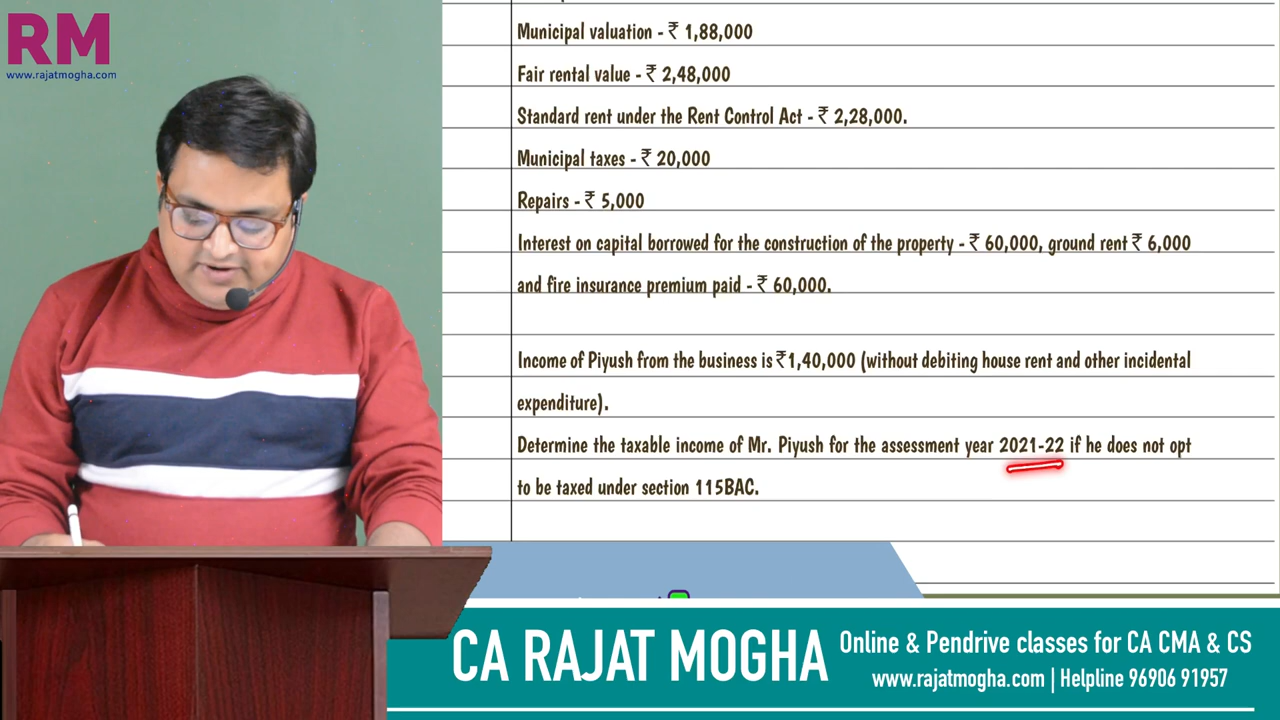 RM
www.rajatmogha.com
Municipal valuation - ₹ 1,88,000
Fair rental value - ₹ 2,48,000
Standard rent under the Rent Control Act - ₹ 2,28,000.
Municipal taxes - ₹ 20,000
Repairs - ₹ 5,000
Interest on capital borrowed for the construction of the property - ₹ 60,000, ground rent ₹ 6,000
and fire insurance premium paid - ₹ 60,000.
Income of Piyush from the business is ₹1,40,000 (without debiting house rent and other incidental
expenditure).
Determine the taxable income of Mr. Piyush for the assessment year 2021-22 if he does not opt
to be taxed under section 115BAC.
CA RAJAT MOGHA
Online & Pendrive classes for CA CMA & CS
www.rajatmogha.com | Helpline 96906 91957